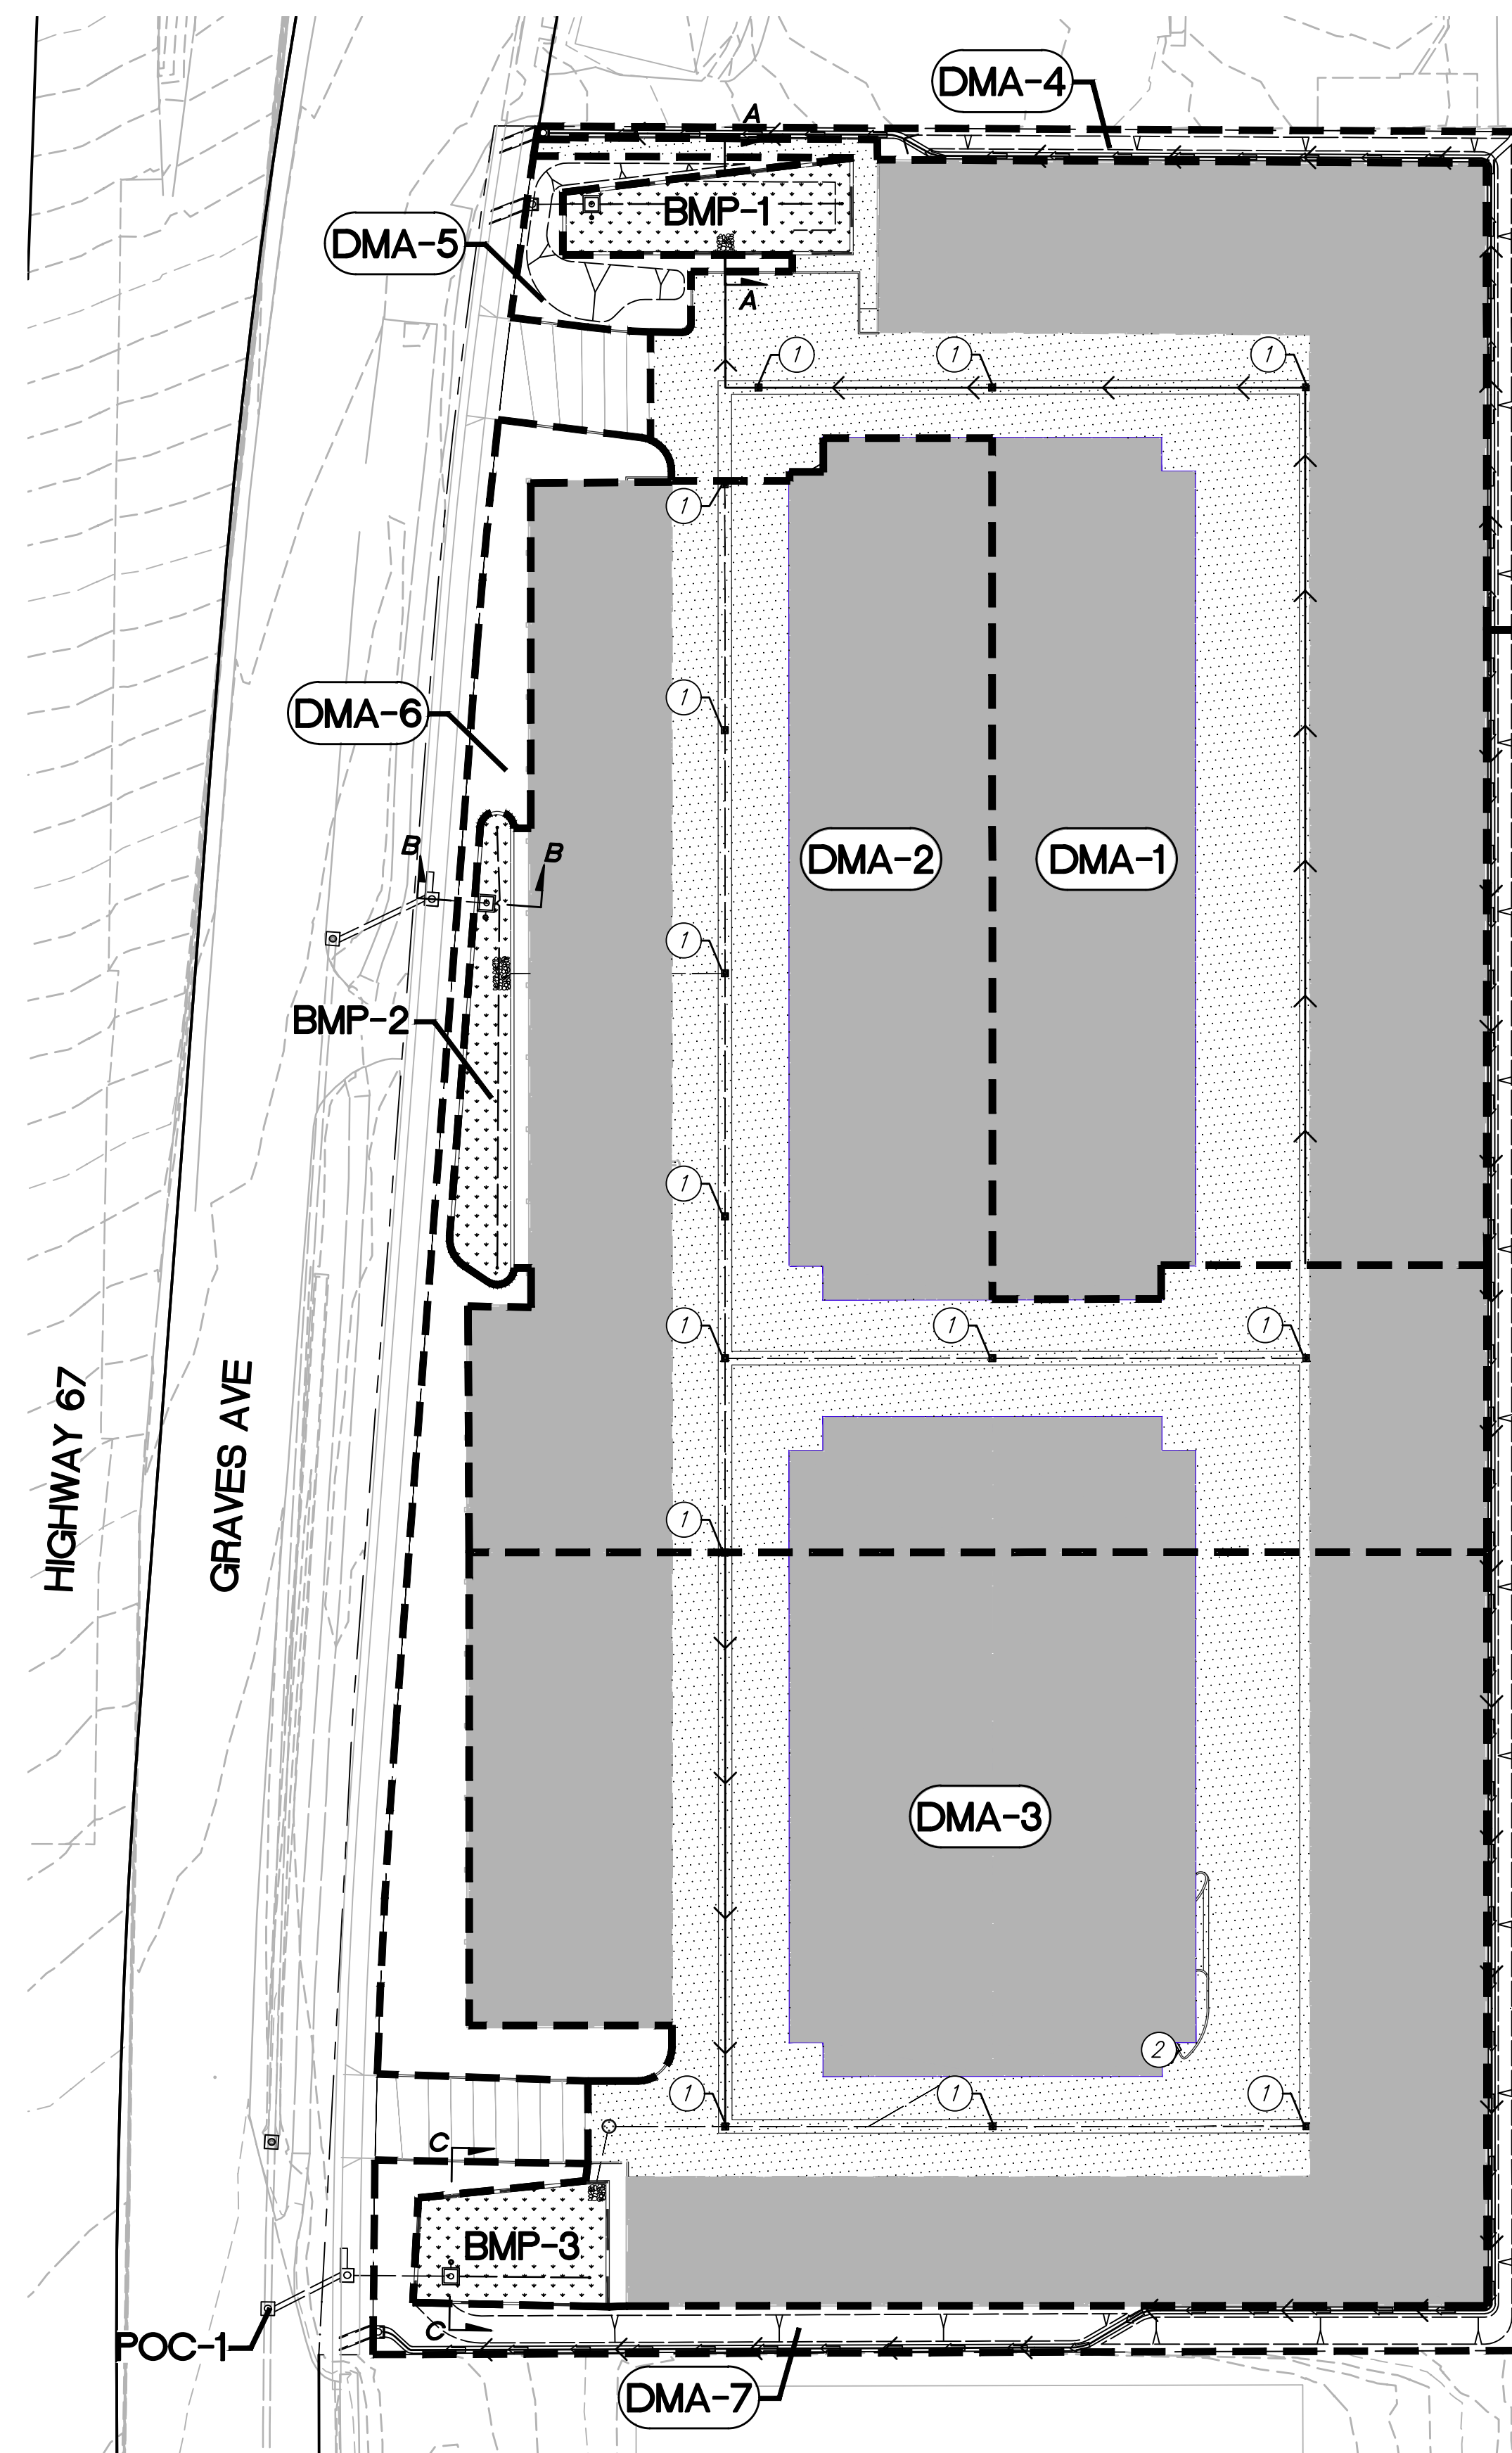 DMA-4
A
BMP-1
DMA-5
A
1
1
1
1
DMA-6
1
DMA-2
DMA-1
B
B
1
BMP-2
1
1
1
1
HIGHWAY 67
GRAVES AVE
1
DMA-3
2
1
1
1
C
BMP-3
C
POC-1
DMA-7